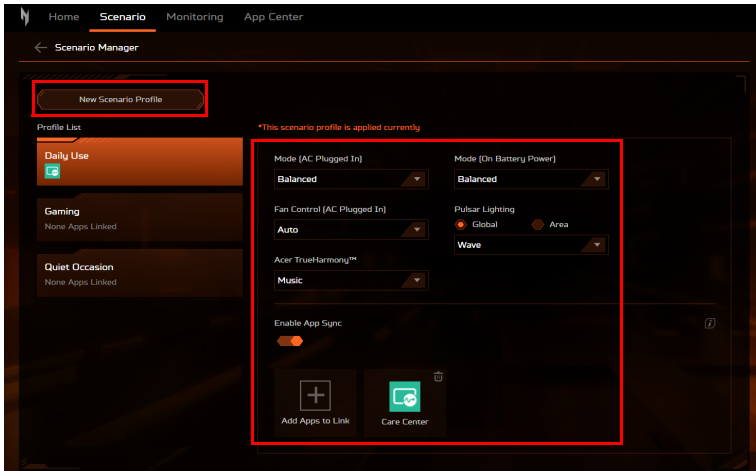 Home Scenario Monitoring App Center
Scenario Manager
New Scenario Profile
Profile List
*This scenario profile is applied currently
Daily Use
Gaming
None Apps Linked
Quiet Occasion
None Apps Linked
Mode (AC Plugged In)
Balanced
Mode (On Battery Power)
Balanced
Fan Control (AC Plugged In)
Auto
Pulsar Lighting
Global Area
Wave
Acer TrueHarmony™
Music
Enable App Sync
Add Apps to Link
Care Center